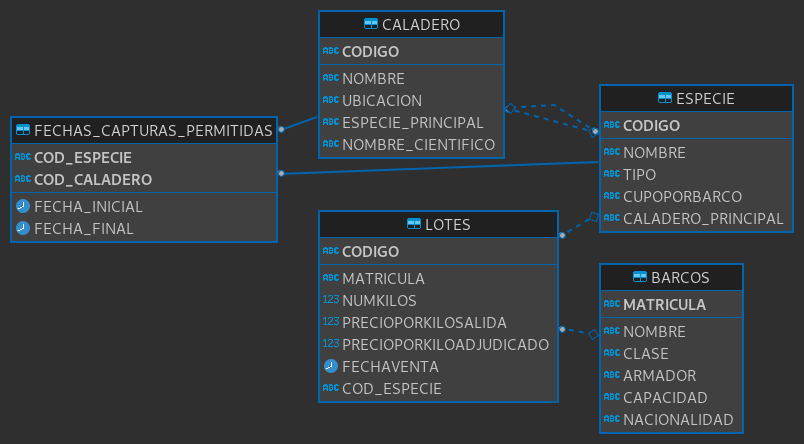 CALADERO
ABC CODIGO
ABC NOMBRE
ABC UBICACION
ABC ESPECIE_PRINCIPAL
ABC NOMBRE_CIENTIFICO
FECHAS_CAPTURAS_PERMITIDAS
ABC COD_ESPECIE
ABC COD_CALADERO
FECHA_INICIAL
FECHA_FINAL
ESPECIE
ABC CODIGO
ABC NOMBRE
ABC TIPO
ABC CUPOPORBARCO
ABC CALADERO_PRINCIPAL
LOTES
ABC CODIGO
ABC MATRICULA
123 NUMKILOS
123 PRECIOPORKILOSALIDA
123 PRECIOPORKILOADJUDICADO
FECHAVENTA
ABC COD_ESPECIE
BARCOS
ABC MATRICULA
ABC NOMBRE
ABC CLASE
ABC ARMADOR
ABC CAPACIDAD
ABC NACIONALIDAD